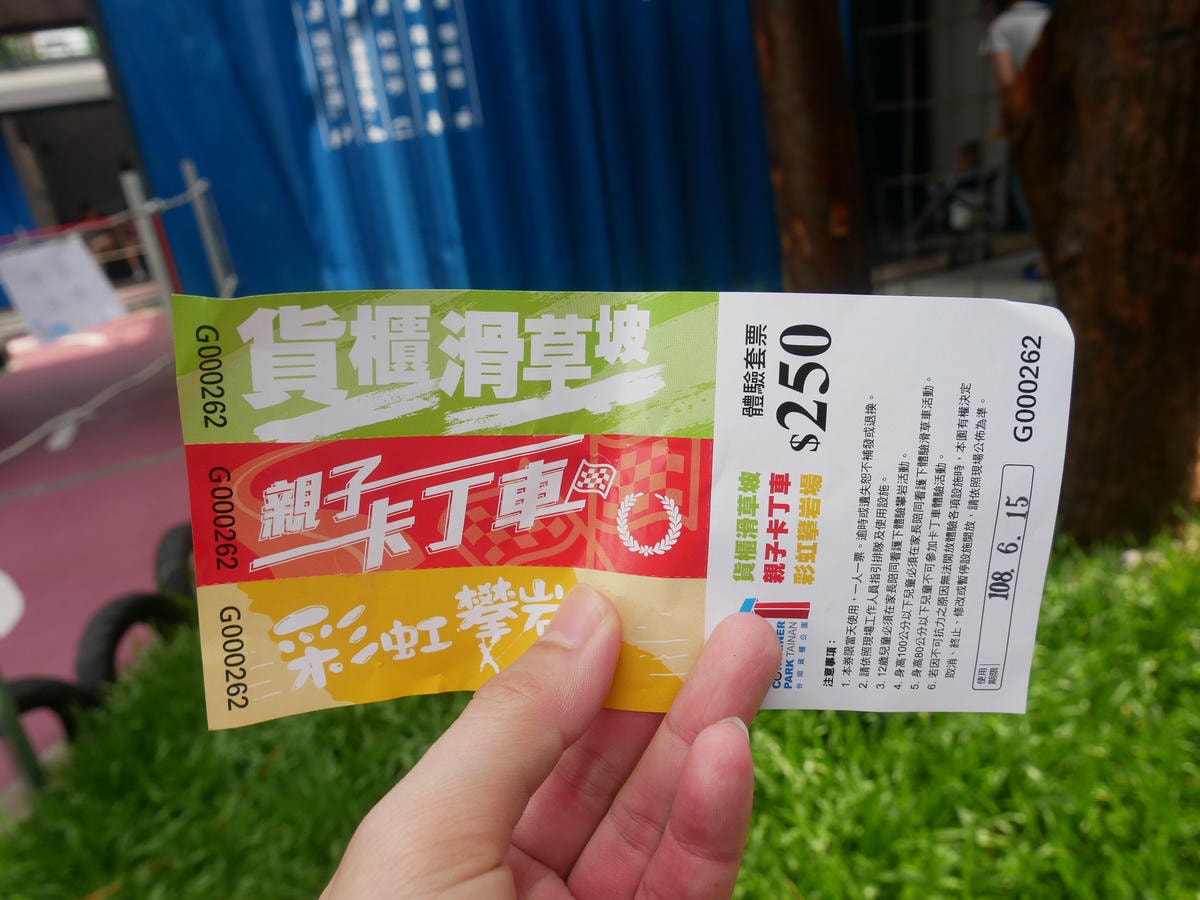 G000262
貨櫃滑草坡
G000262
親子卡丁車
G000262
彩虹攀岩
體驗套票
$250
貨櫃滑草坡
親子卡丁車
彩虹攀岩場
PARK TAINAN
台南貨櫃公園
注意事項：
1. 本券限當天使用，一人一票。逾時或遺失恕不補發或退換。
2. 請依照現場工作人員指引排隊及使用設施。
3. 12歲兒童必須在家長陪同看護下體驗攀岩活動。
4. 身高100公分以下兒童必須在家長陪同看護下體驗滑草車活動。
5. 身高80公分以下兒童不可參加卡丁車體驗活動。
6. 若因不可抗力之原因無法開放體驗各項設施時，本園有權決定
取消、終止、修改或暫停設施開放，請依照現場公佈為準。
使用
期限
108. 6. 15
G000262